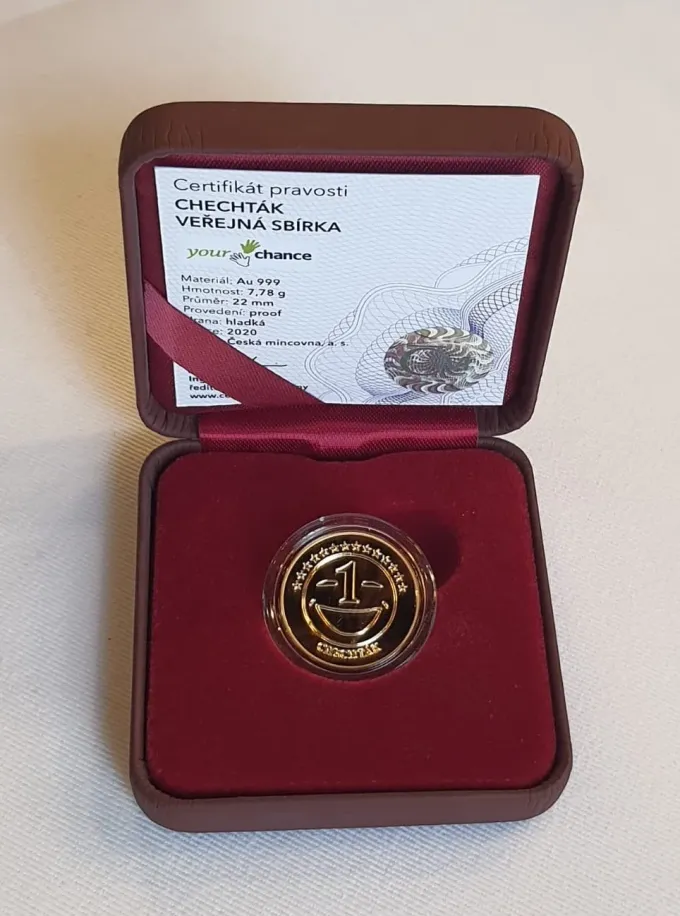 Certifikát pravosti
CHECHTÁK
VEŘEJNÁ SBÍRKA
your chance
Materiál: Au 999
Hmotnost: 7,78 g
Průměr: 22 mm
Provedení: proof
hladká
2020
Česká mincovna, a. s.
-1-
CHECHTÁK